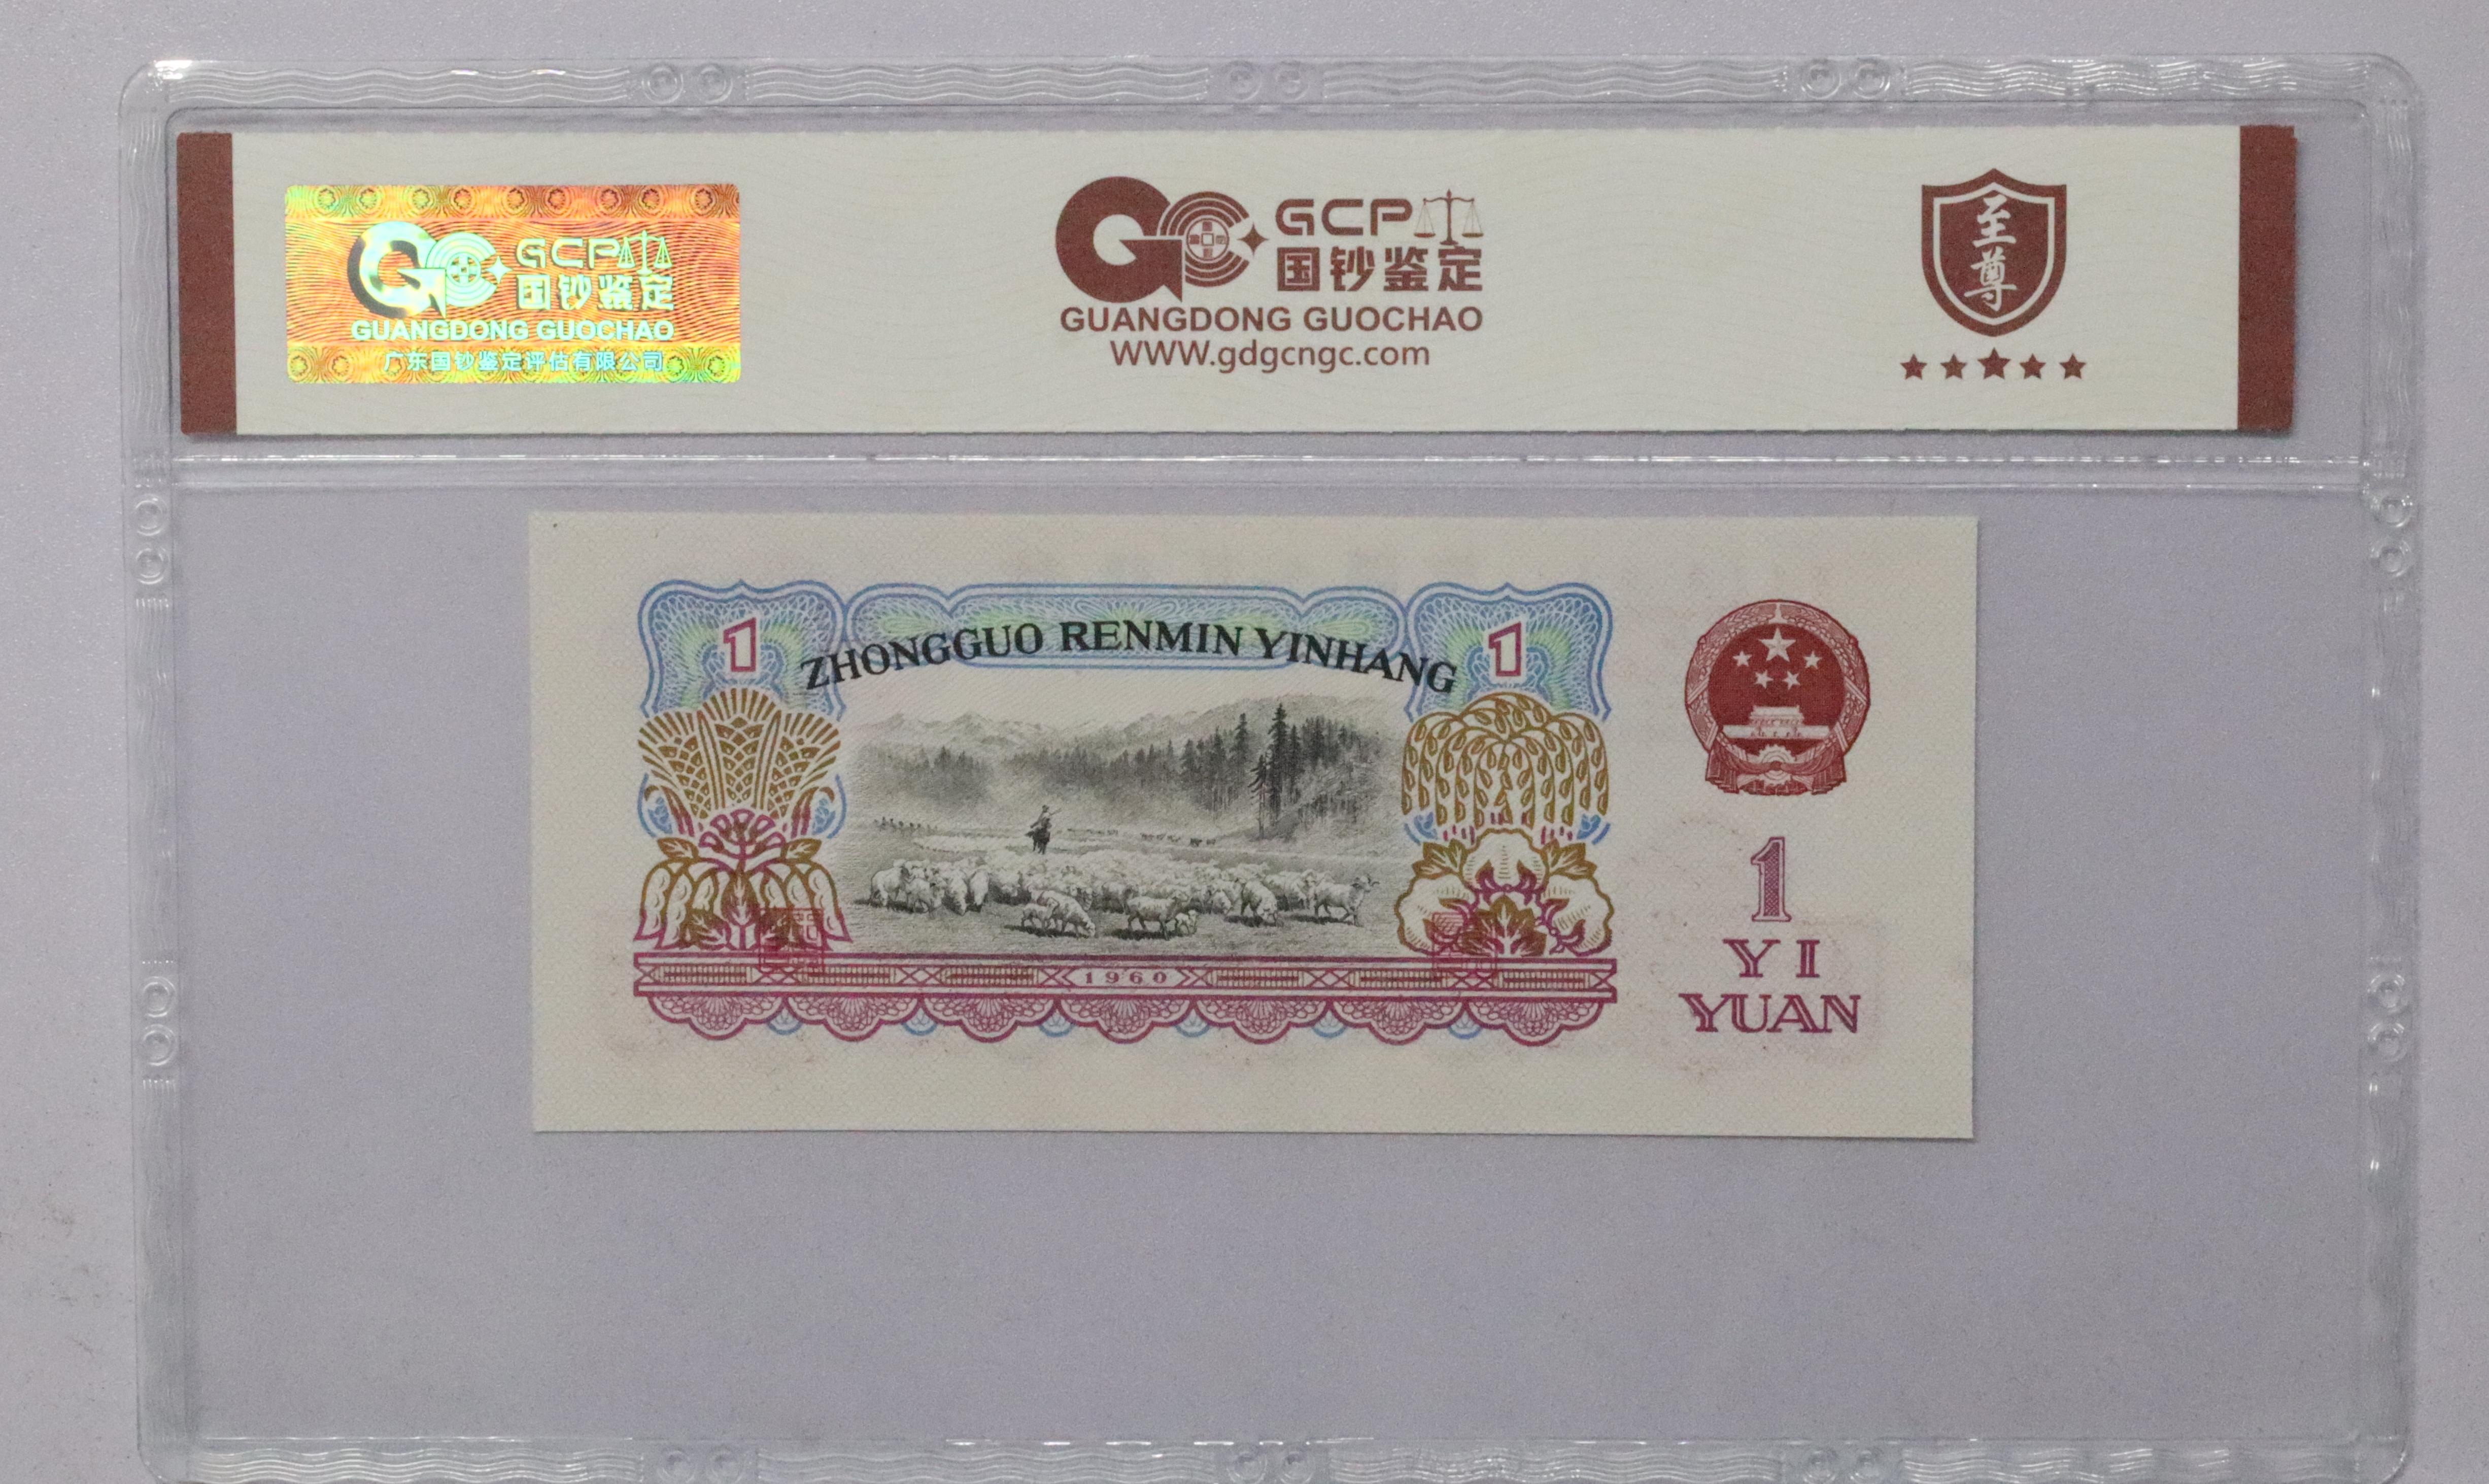 GCP
国钞鉴定
GUANGDONG GUOCHAO
广东国钞鉴定评估有限公司
GCP
国钞鉴定
GUANGDONG GUOCHAO
WWW.gdgcngc.com
至
尊
1
ZHONGGUO RENMIN YINHANG
1
1960
1
YI
YUAN